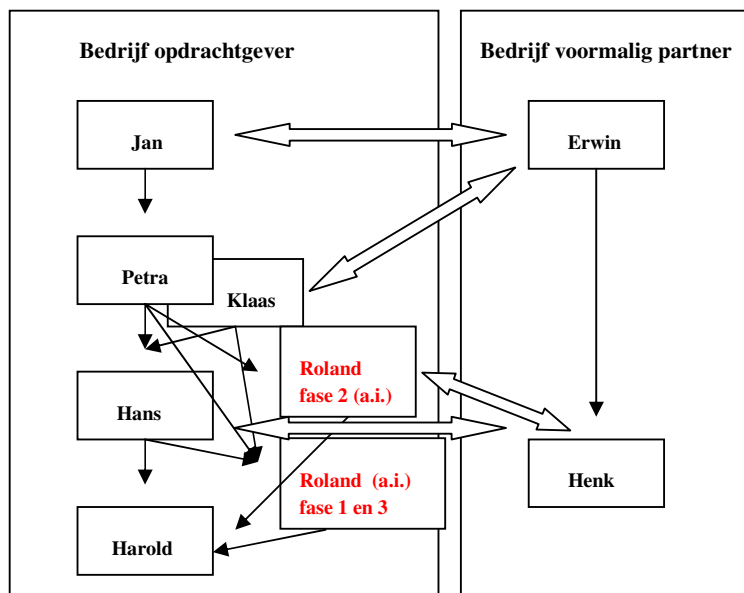 Bedrijf opdrachtgever
Bedrijf voormalig partner
Jan
Erwin
Petra
Klaas
Roland
fase 2 (a.i.)
Hans
Roland (a.i.)
fase 1 en 3
Henk
Harold